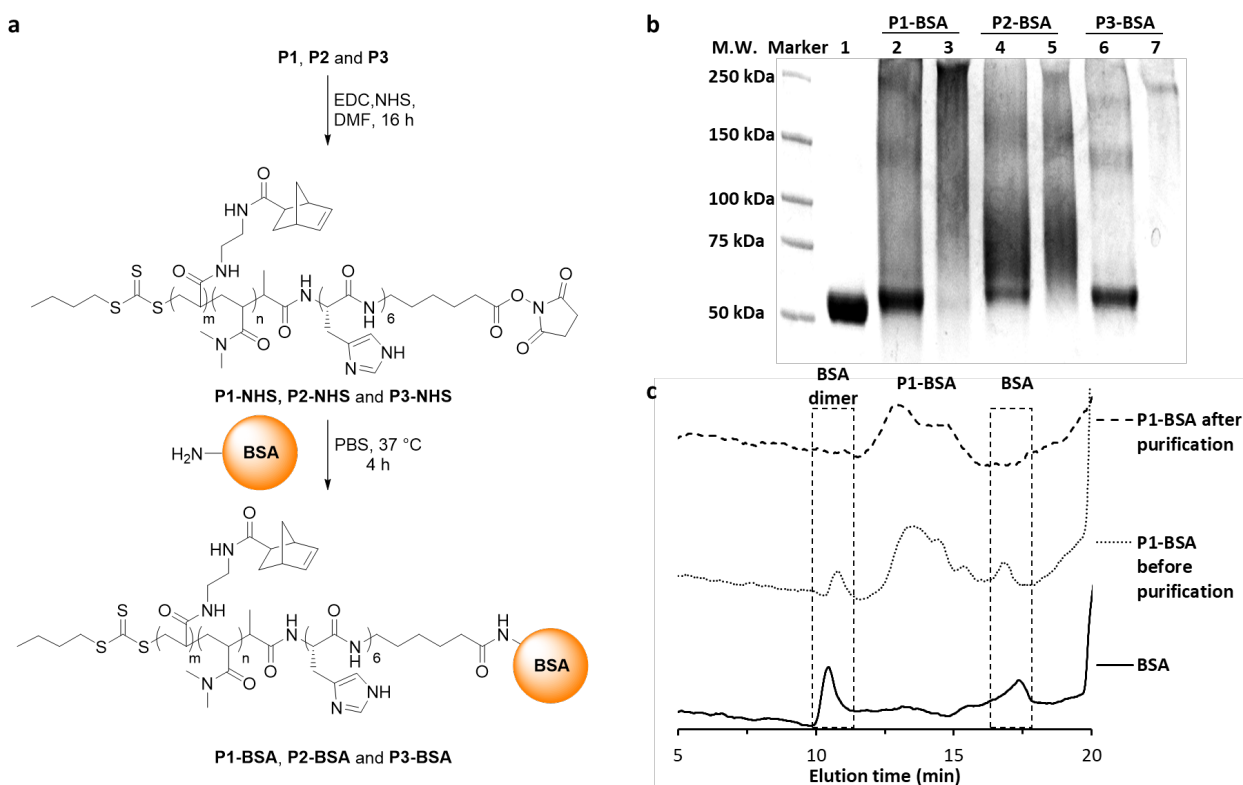 a
P1, P2 and P3
EDC,NHS,
DMF, 16 h
O
HN
NH
O
S
S
S
m
n
N
O
O
H
N
O
N
H
6
N
NH
O
O
N
O
O
P1-NHS, P2-NHS and P3-NHS
H₂N
BSA
PBS, 37 °C
4 h
O
HN
NH
O
S
S
S
m
n
N
O
O
H
N
O
N
H
6
N
NH
O
H
N
BSA
P1-BSA, P2-BSA and P3-BSA
b
P1-BSA P2-BSA P3-BSA
M.W. Marker 1 2 3 4 5 6 7
250 kDa
150 kDa
100 kDa
75 kDa
50 kDa
c
BSA
dimer
P1-BSA
BSA
P1-BSA after
purification
P1-BSA
before
purification
BSA
5 10 15 20
Elution time (min)